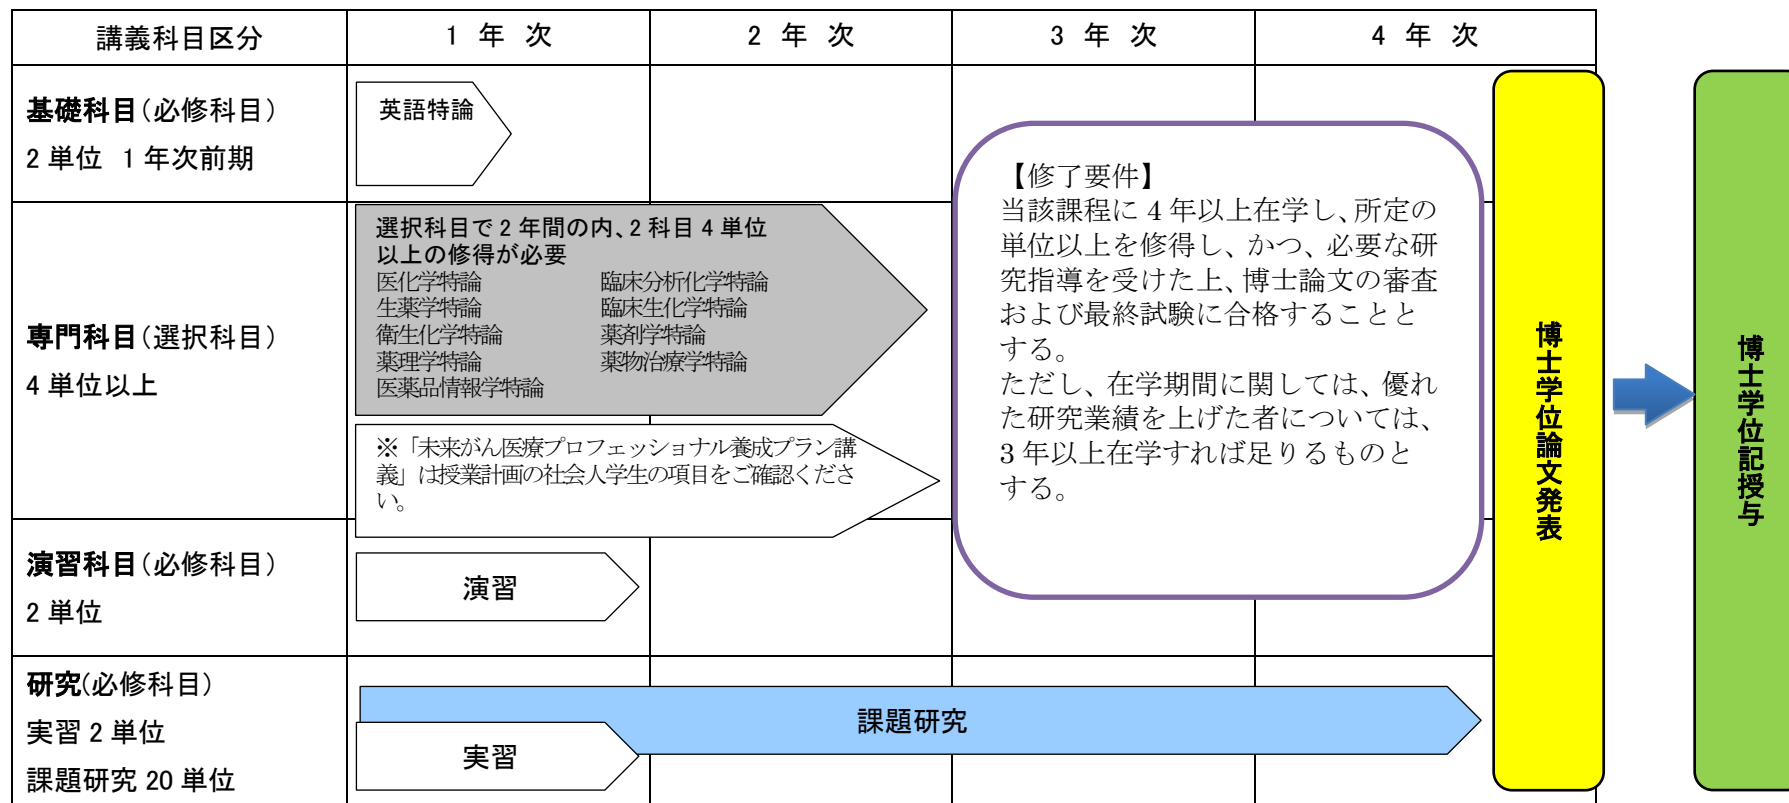 講義科目区分
1 年 次
2 年 次
3 年 次
4 年 次
基礎科目(必修科目)
2 単位 1 年次前期
英語特論
専門科目(選択科目)
4 単位以上
選択科目で 2 年間の内、2 科目 4 単位
以上の修得が必要
医化学特論 臨床分析化学特論
生薬学特論 臨床生化学特論
衛生化学特論 薬剤学特論
薬理学特論 薬物治療学特論
医薬品情報学特論
※「未来がん医療プロフェッショナル養成プラン講
義」は授業計画の社会人学生の項目をご確認くださ
い。
演習科目(必修科目)
2 単位
演習
研究(必修科目)
実習 2 単位
課題研究 20 単位
課題研究
実習
【修了要件】
当該課程に 4 年以上在学し、所定の
単位以上を修得し、かつ、必要な研
究指導を受けた上、博士論文の審査
および最終試験に合格することと
する。
ただし、在学期間に関しては、優れ
た研究業績を上げた者については、
3 年以上在学すれば足りるものと
する。
博士学位論文発表
博士学位記授与